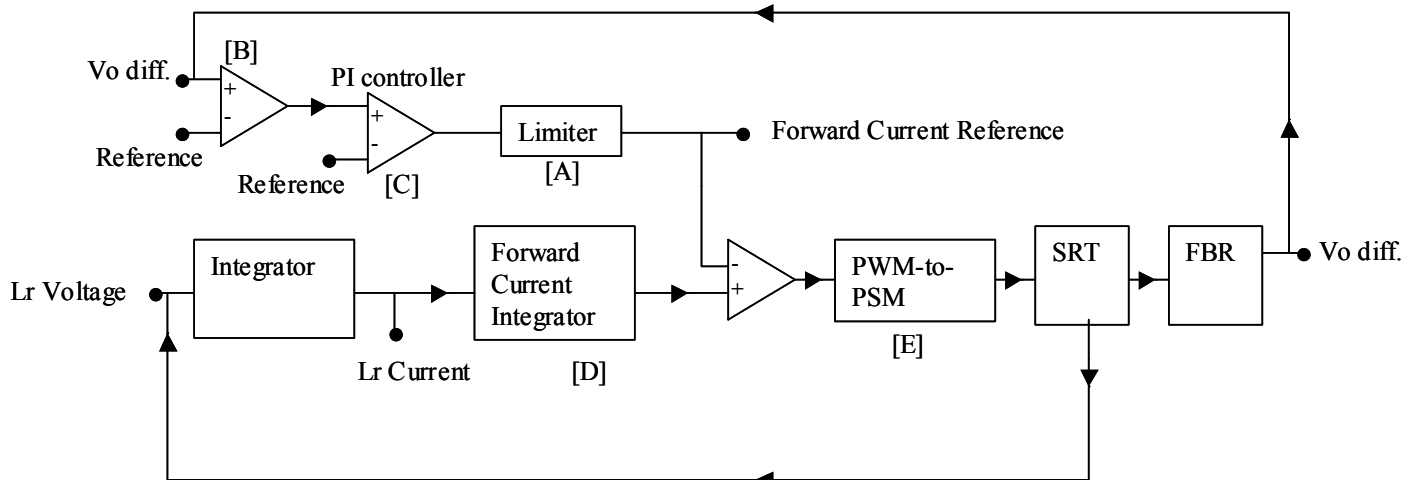 [B]
Vo diff.
+
-
Reference
PI controller
+
-
Reference
[C]
Limiter
[A]
Forward Current Reference
Lr Voltage
Integrator
Lr Current
Forward
Current
Integrator
[D]
-
+
PWM-to-
PSM
[E]
SRT
FBR
Vo diff.